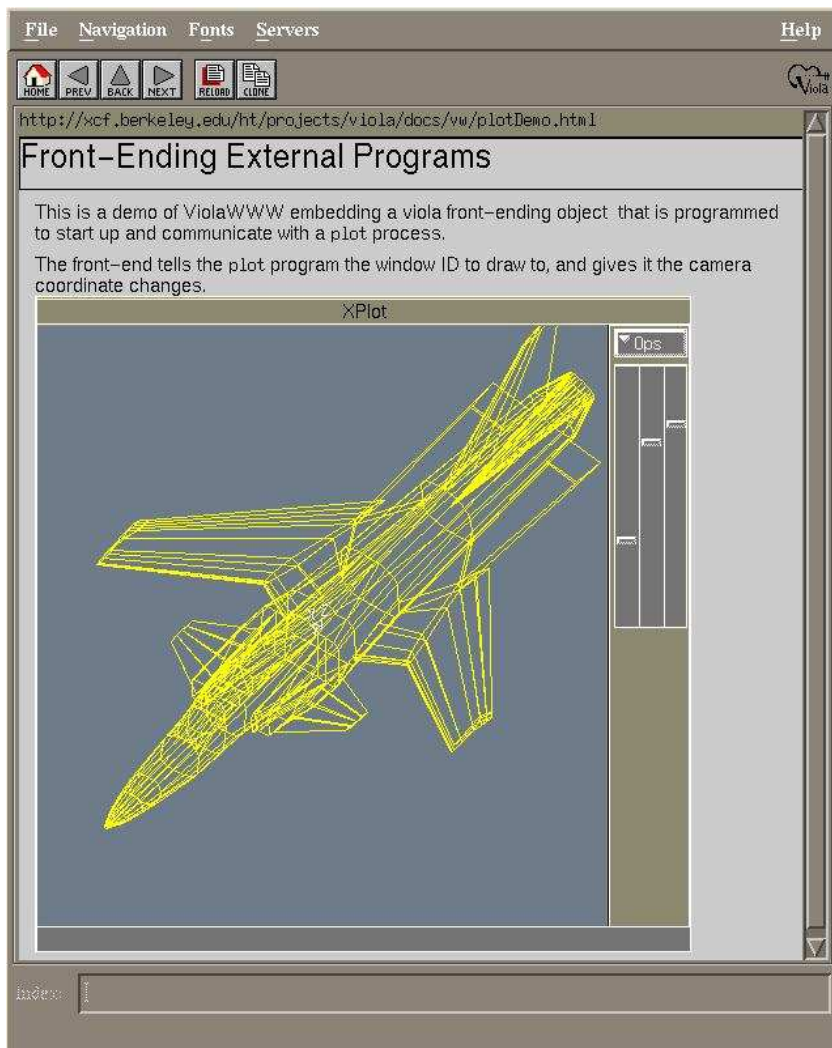 File Navigation Fonts Servers Help
HOME PREV BACK NEXT RELOAD CLONE Viola
http://xcf.berkeley.edu/ht/projects/viola/docs/vw/plotDemo.html
Front-Ending External Programs
This is a demo of ViolaWWW embedding a viola front-ending object that is programmed
to start up and communicate with a plot process.
The front-end tells the plot program the window ID to draw to, and gives it the camera
coordinate changes.
XPlot
Ops
Index: